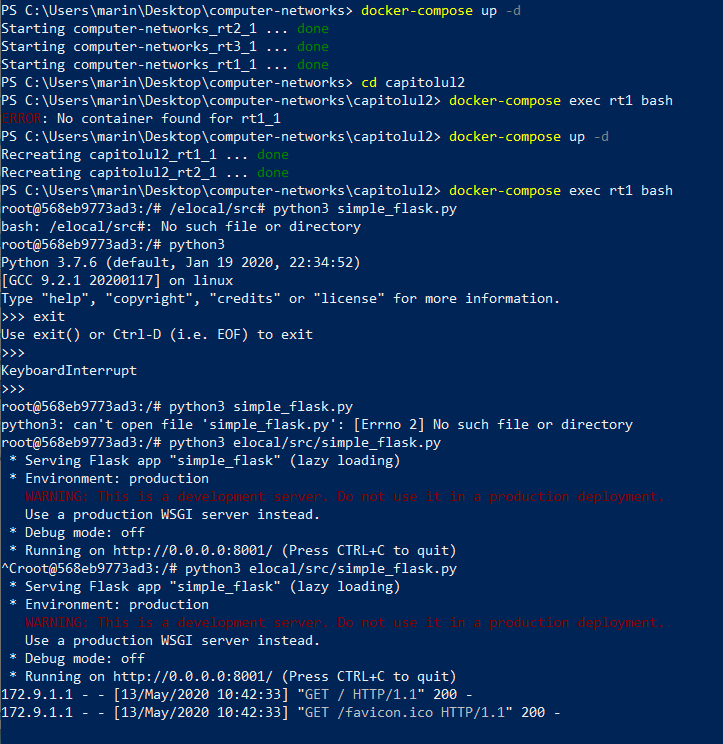 PS C:\Users\marin\Desktop\computer-networks> docker-compose up -d
Starting computer-networks_rt2_1 ... done
Starting computer-networks_rt3_1 ... done
Starting computer-networks_rt1_1 ... done
PS C:\Users\marin\Desktop\computer-networks> cd capitolul2
PS C:\Users\marin\Desktop\computer-networks\capitolul2> docker-compose exec rt1 bash
ERROR: No container found for rt1_1
PS C:\Users\marin\Desktop\computer-networks\capitolul2> docker-compose up -d
Recreating capitolul2_rt1_1 ... done
Recreating capitolul2_rt2_1 ... done
PS C:\Users\marin\Desktop\computer-networks\capitolul2> docker-compose exec rt1 bash
root@568eb9773ad3:/# /elocal/src# python3 simple_flask.py
bash: /elocal/src#: No such file or directory
root@568eb9773ad3:/# python3
Python 3.7.6 (default, Jan 19 2020, 22:34:52)
[GCC 9.2.1 20200117] on linux
Type "help", "copyright", "credits" or "license" for more information.
>>> exit
Use exit() or Ctrl-D (i.e. EOF) to exit
>>>
KeyboardInterrupt
>>>
root@568eb9773ad3:/# python3 simple_flask.py
python3: can't open file 'simple_flask.py': [Errno 2] No such file or directory
root@568eb9773ad3:/# python3 elocal/src/simple_flask.py
 * Serving Flask app "simple_flask" (lazy loading)
 * Environment: production
   WARNING: This is a development server. Do not use it in a production deployment.
   Use a production WSGI server instead.
 * Debug mode: off
 * Running on http://0.0.0.0:8001/ (Press CTRL+C to quit)
^Croot@568eb9773ad3:/# python3 elocal/src/simple_flask.py
 * Serving Flask app "simple_flask" (lazy loading)
 * Environment: production
   WARNING: This is a development server. Do not use it in a production deployment.
   Use a production WSGI server instead.
 * Debug mode: off
 * Running on http://0.0.0.0:8001/ (Press CTRL+C to quit)
172.9.1.1 - - [13/May/2020 10:42:33] "GET / HTTP/1.1" 200 -
172.9.1.1 - - [13/May/2020 10:42:33] "GET /favicon.ico HTTP/1.1" 200 -